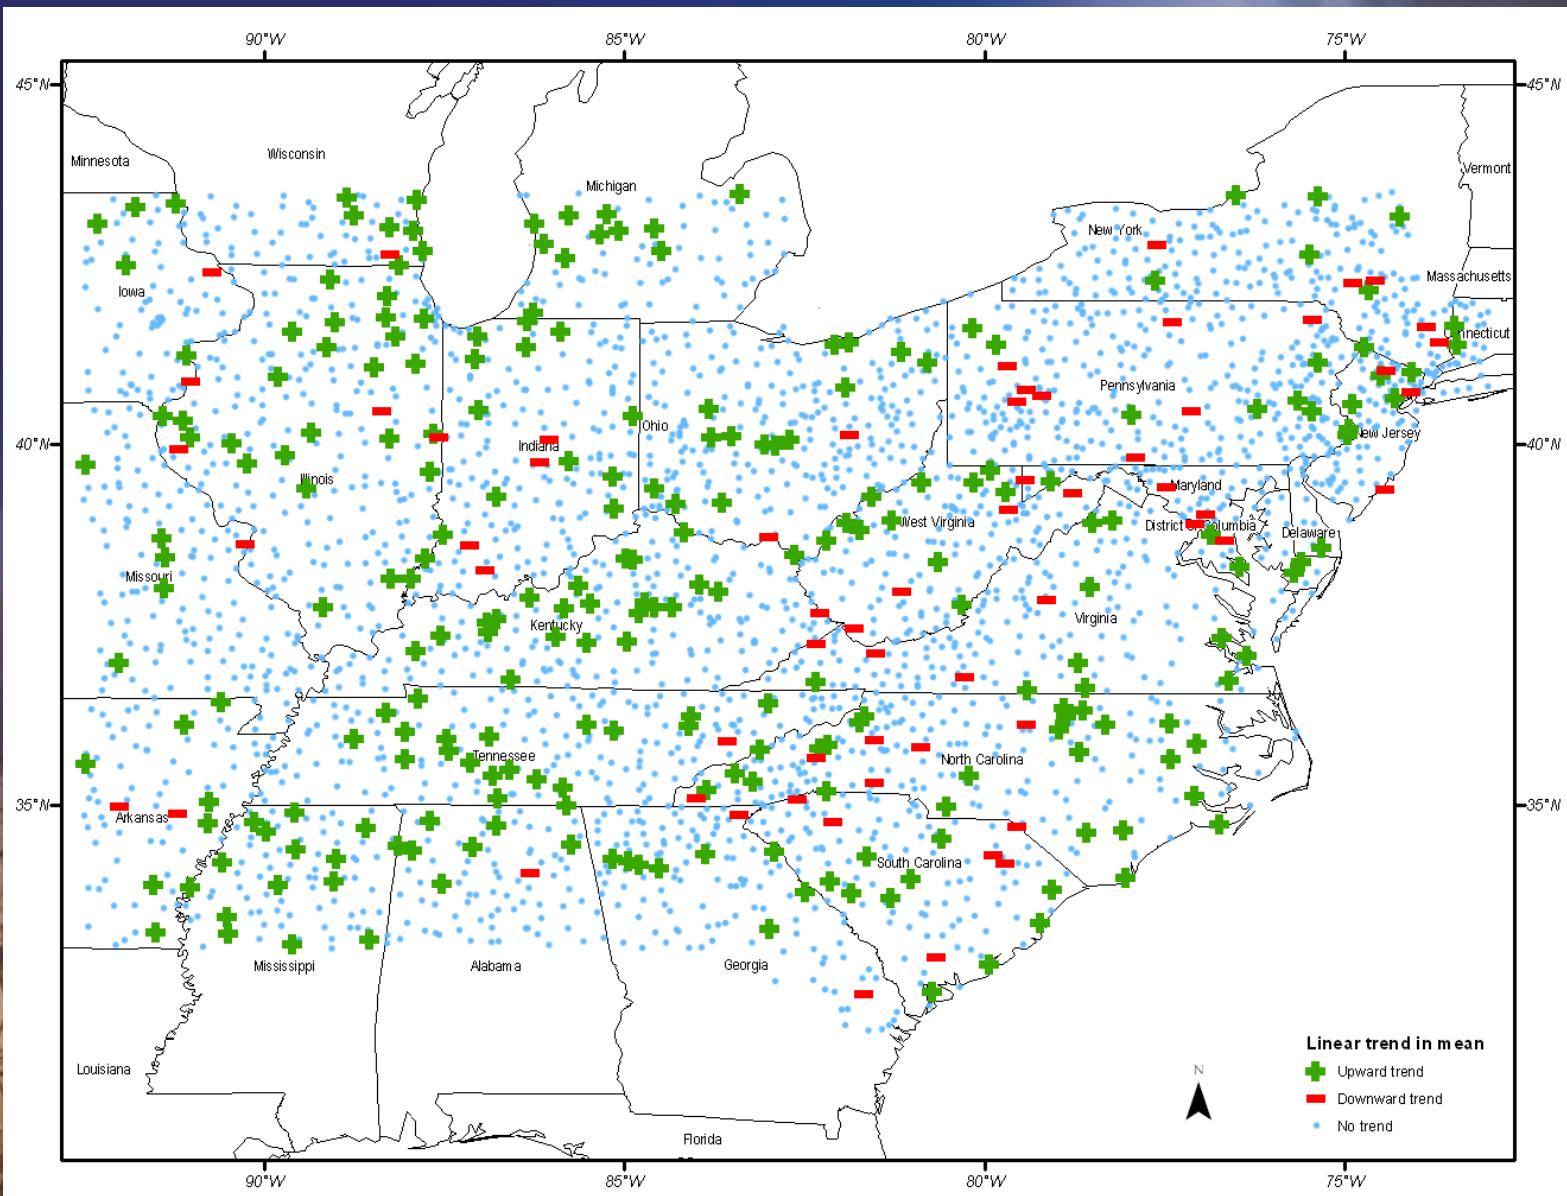 90°W 85°W 80°W 75°W
45°N 45°N
Wisconsin
Minnesota
Vermont
Michigan
New York
Massachusetts
Iowa
Connecticut
Pennsylvania
Ohio
New Jersey
40°N 40°N
Indiana
Illinois
Maryland
West Virginia
District of Columbia
Delaware
Missouri
Virginia
Kentucky
Tennessee
North Carolina
35°N 35°N
Arkansas
South Carolina
Mississippi
Alabama
Georgia
Louisiana
Florida
N
Linear trend in mean
Upward trend
Downward trend
No trend
90°W 85°W 80°W 75°W